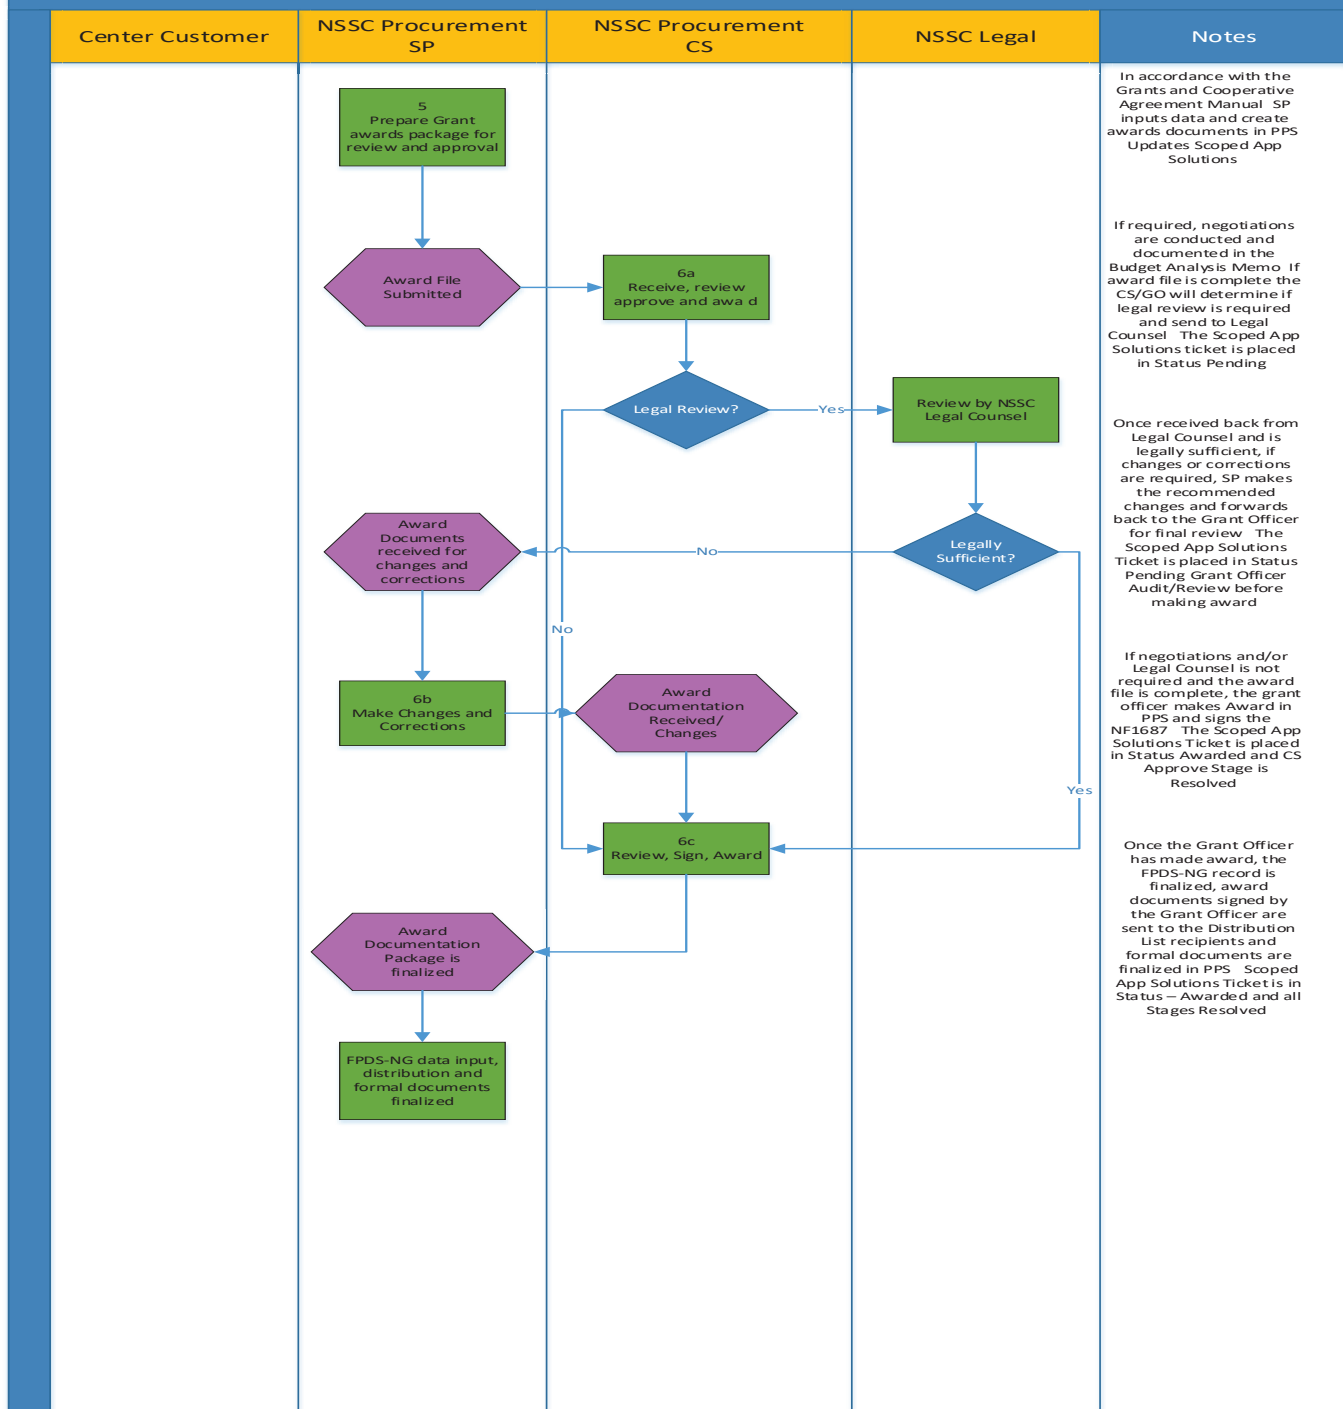 Center Customer
NSSC Procurement
SP
NSSC Procurement
CS
NSSC Legal
Notes
5
Prepare Grant
awards package for
review and approval
Award File
Submitted
6a
Receive, review
approve and awa d
Legal Review?
Yes
Review by NSSC
Legal Counsel
Legally
Sufficient?
No
Award
Documents
received for
changes and
corrections
No
6b
Make Changes and
Corrections
Award
Documentation
Received/
Changes
Yes
6c
Review, Sign, Award
Award
Documentation
Package is
finalized
FPDS-NG data input,
distribution and
formal documents
finalized
In accordance with the
Grants and Cooperative
Agreement Manual SP
inputs data and create
awards documents in PPS
Updates Scoped App
Solutions
If required, negotiations
are conducted and
documented in the
Budget Analysis Memo If
award file is complete the
CS/GO will determine if
legal review is required
and send to Legal
Counsel The Scoped App
Solutions ticket is placed
in Status Pending
Once received back from
Legal Counsel and is
legally sufficient, if
changes or corrections
are required, SP makes
the recommended
changes and forwards
back to the Grant Officer
for final review The
Scoped App Solutions
Ticket is placed in Status
Pending Grant Officer
Audit/Review before
making award
If negotiations and/or
Legal Counsel is not
required and the award
file is complete, the grant
officer makes Award in
PPS and signs the
NF1687 The Scoped App
Solutions Ticket is placed
in Status Awarded and CS
Approve Stage is
Resolved
Once the Grant Officer
has made award, the
FPDS-NG record is
finalized, award
documents signed by
the Grant Officer are
sent to the Distribution
List recipients and
formal documents are
finalized in PPS Scoped
App Solutions Ticket is in
Status – Awarded and all
Stages Resolved